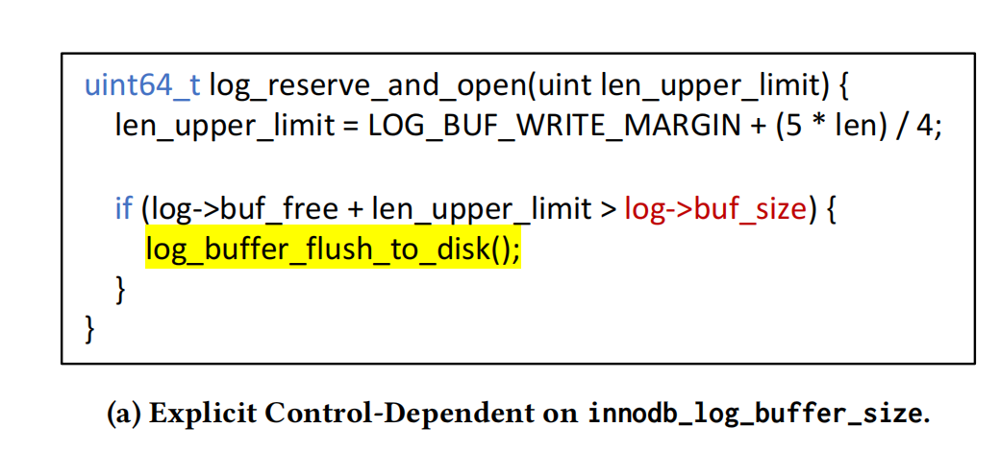 uint64_t log_reserve_and_open(uint len_upper_limit) {
len_upper_limit = LOG_BUF_WRITE_MARGIN + (5 * len) / 4;
if (log->buf_free + len_upper_limit > log->buf_size) {
log_buffer_flush_to_disk();
}
}
(a) Explicit Control-Dependent on innodb_log_buffer_size.